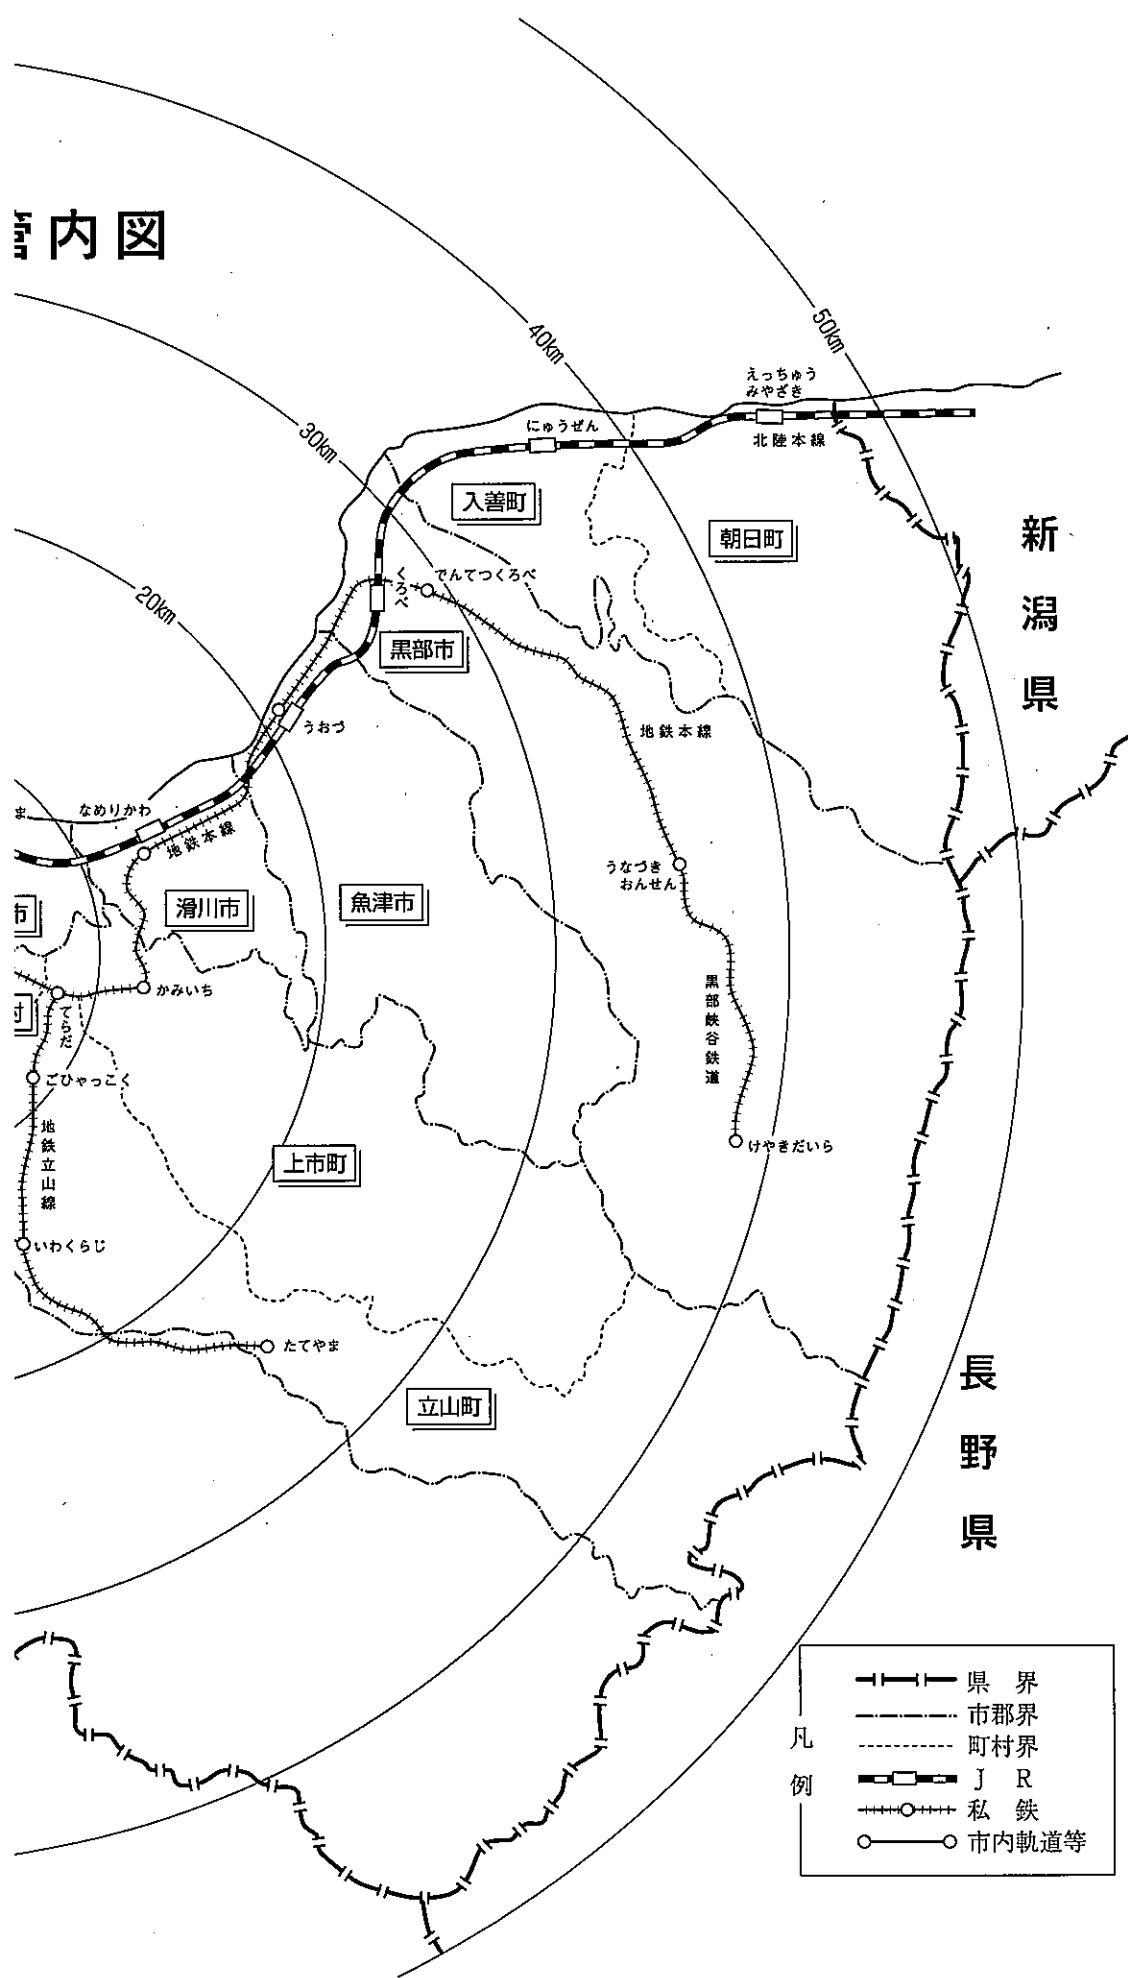 管内図
50km
40km
えっちゅう
みやざき
にゅうぜん
北陸本線
30km
入善町
朝日町
新潟県
くろべ
でんてつくろべ
20km
黒部市
うおづ
地鉄本線
ま
なめりかわ
地鉄本線
うなづき
おんせん
市
滑川市
魚津市
かみいち
黒部峡谷鉄道
村
てらだ
ごひゃっこく
地鉄立山線
けやきだいら
上市町
いわくらじ
たてやま
長野県
立山町
凡例
県 界
市郡界
町村界
J R
私 鉄
市内軌道等